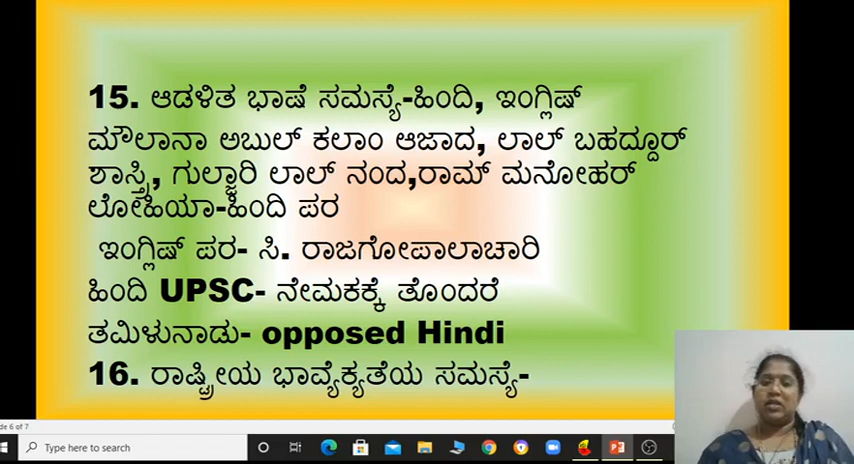 15. ಆಡಳಿತ ಭಾಷೆ ಸಮಸ್ಯೆ-ಹಿಂದಿ, ಇಂಗ್ಲಿಷ್
ಮೌಲಾನಾ ಅಬುಲ್ ಕಲಾಂ ಆಜಾದ, ಲಾಲ್ ಬಹದ್ದೂರ್
ಶಾಸ್ತ್ರಿ, ಗುಲ್ಜಾರಿ ಲಾಲ್ ನಂದ,ರಾಮ್ ಮನೋಹರ್
ಲೋಹಿಯಾ-ಹಿಂದಿ ಪರ
ಇಂಗ್ಲಿಷ್ ಪರ- ಸಿ. ರಾಜಗೋಪಾಲಾಚಾರಿ
ಹಿಂದಿ UPSC- ನೇಮಕಕ್ಕೆ ತೊಂದರೆ
ತಮಿಳುನಾಡು- opposed Hindi
16. ರಾಷ್ಟ್ರೀಯ ಭಾವ್ಯೆಕ್ಯತೆಯ ಸಮಸ್ಯೆ-
de 6 of 7
Type here to search